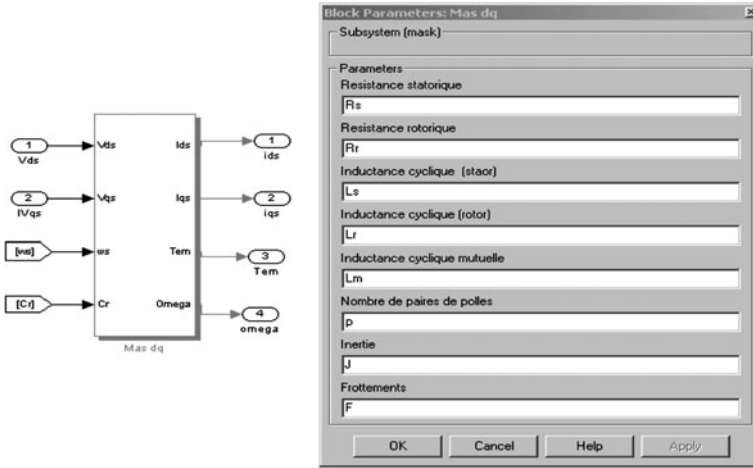 1
Vds
2
IVqs
[ws]
[Cr]
Vds
Vqs
ws
Cr
Ids
Iqs
Tem
Omega
Mas dq
1
ids
2
iqs
3
Tem
4
omega
Block Parameters: Mas dq
Subsystem (mask)
Parameters
Resistance statorique
Rs
Resistance rotorique
Rr
Inductance cyclique (staor)
Ls
Inductance cyclique (rotor)
Lr
Inductance cyclique mutuelle
Lm
Nombre de paires de polles
p
Inertie
J
Frottements
F
OK Cancel Help Apply